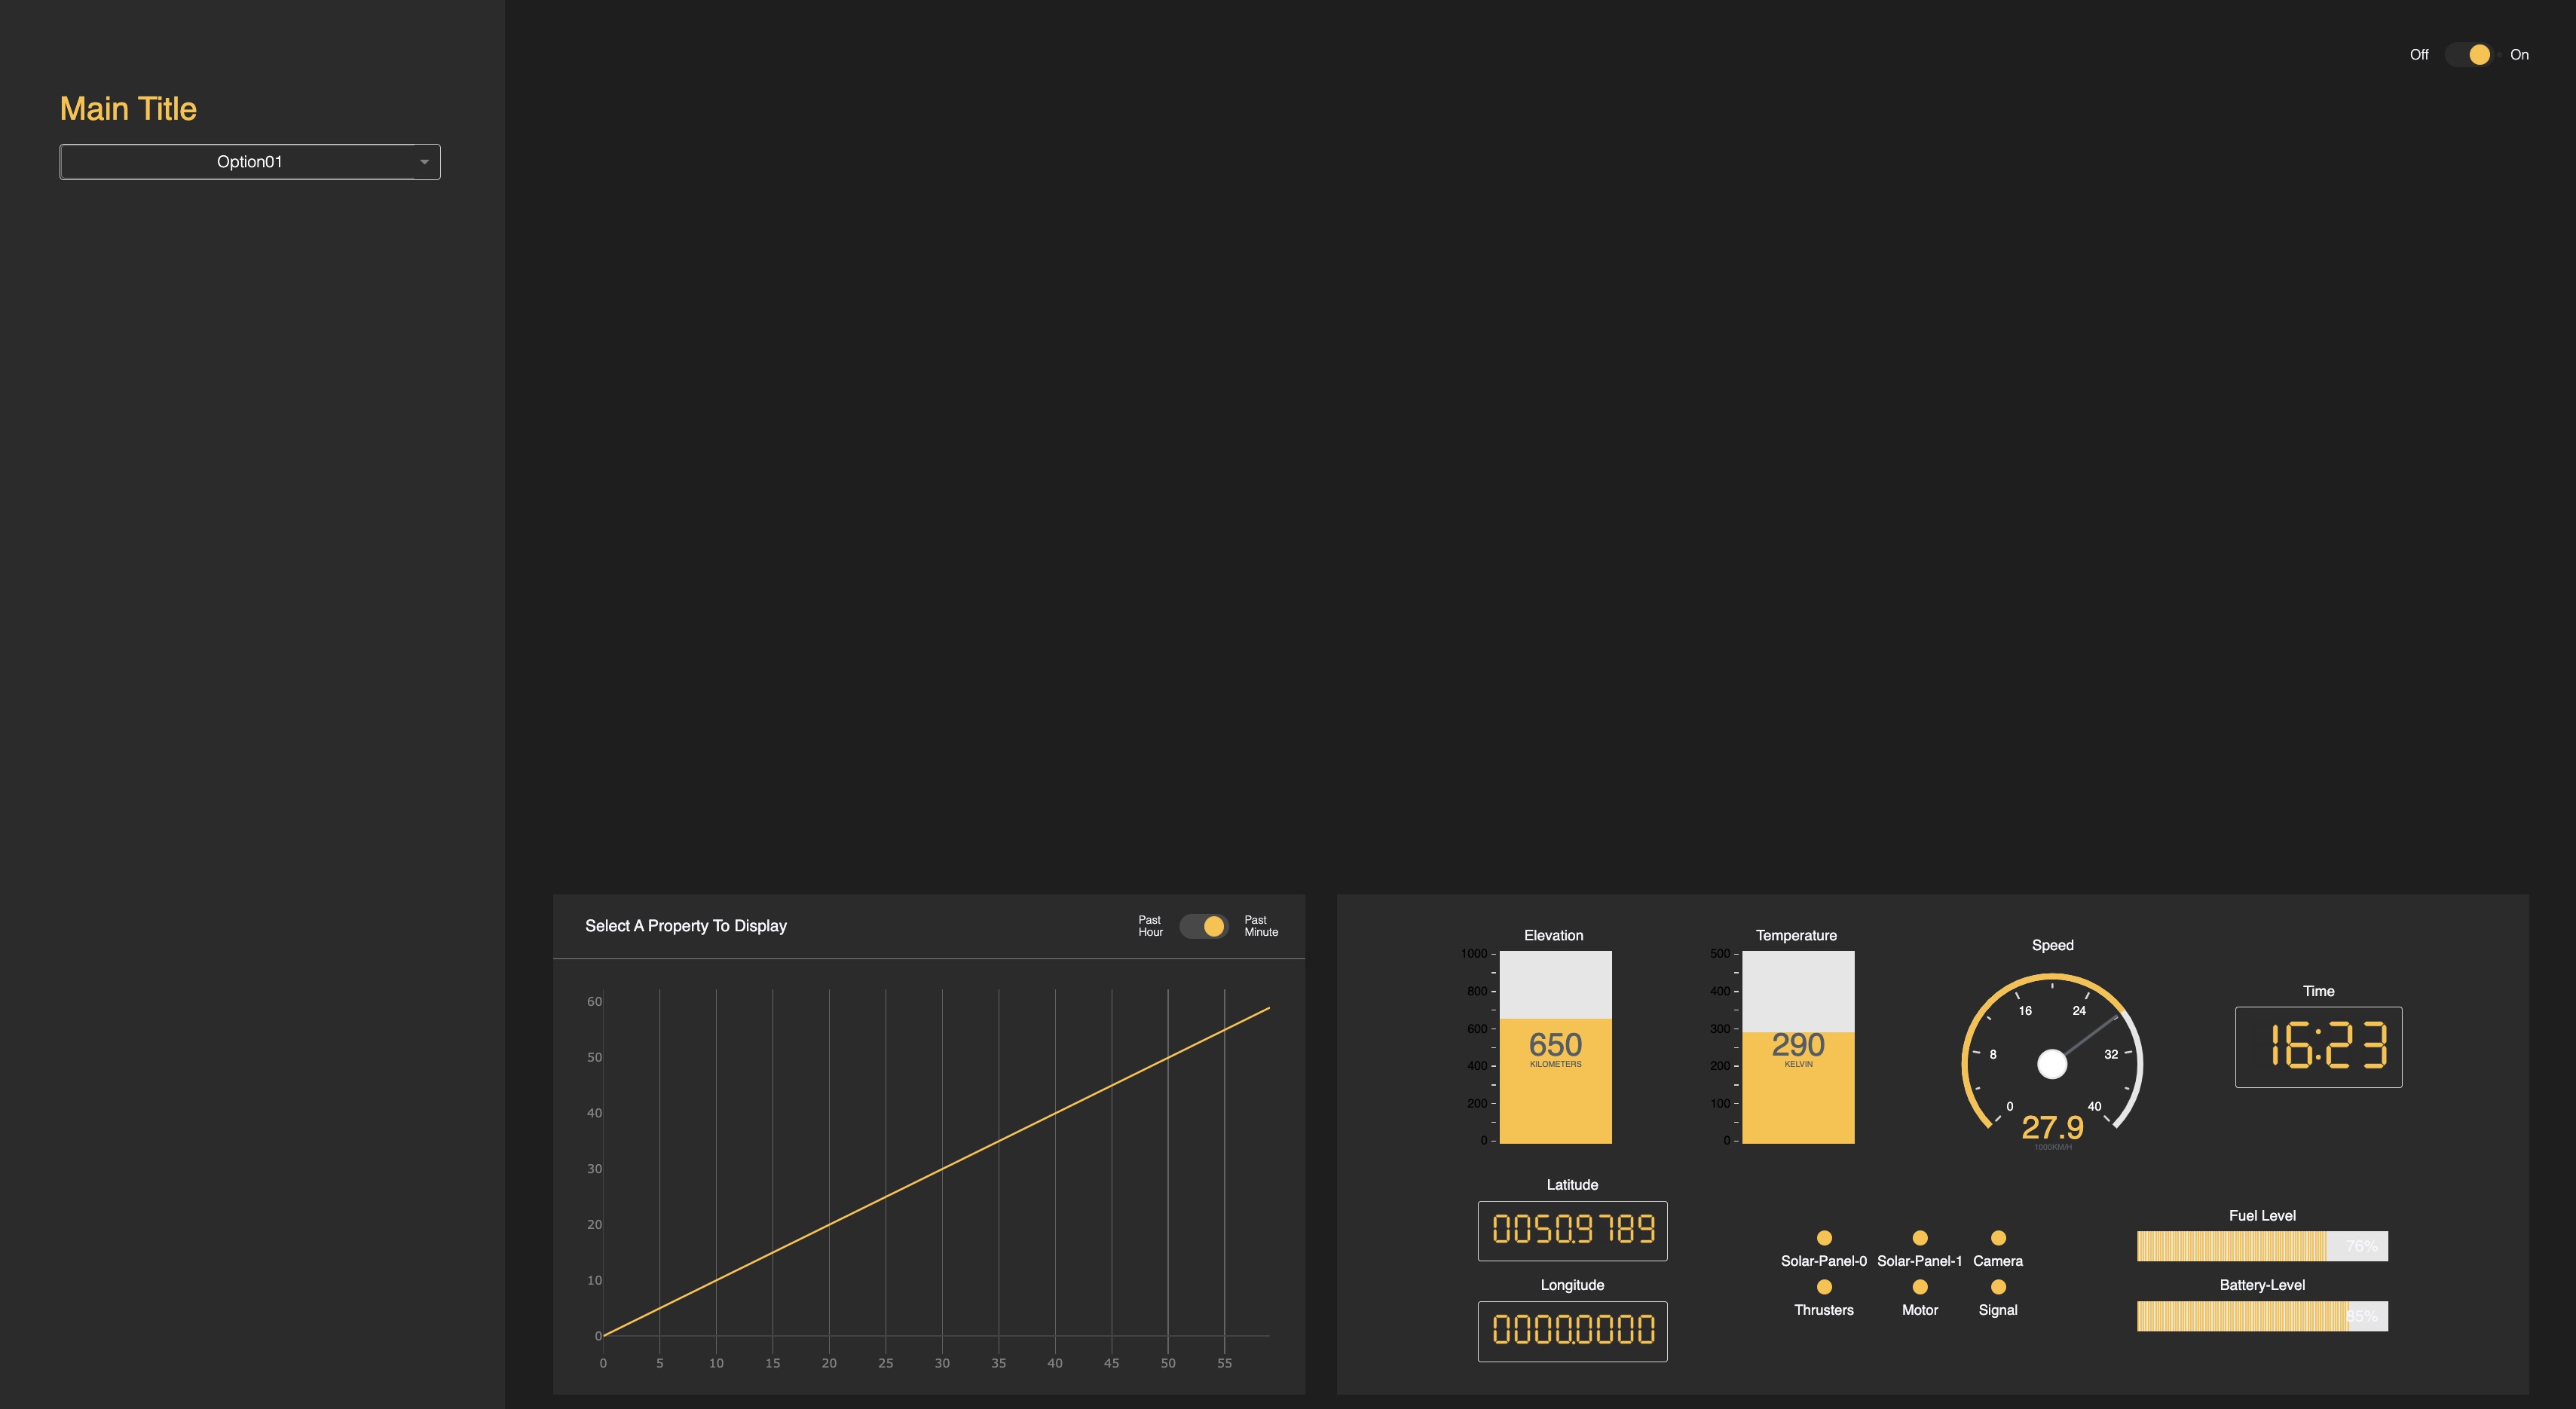 Off On
Main Title
Option01
Select A Property To Display
Past Hour
Past Minute
60
50
40
30
20
10
0
0 5 10 15 20 25 30 35 40 45 50 55
Elevation
1000
800
600
400
200
0
650
KILOMETERS
Temperature
500
400
300
200
100
0
290
KELVIN
Speed
0 8 16 24 32 40
27.9
1000KM/H
Time
16:23
Latitude
0050.9789
Longitude
0000.0000
Solar-Panel-0 Solar-Panel-1 Camera
Thrusters Motor Signal
Fuel Level
76%
Battery-Level
85%